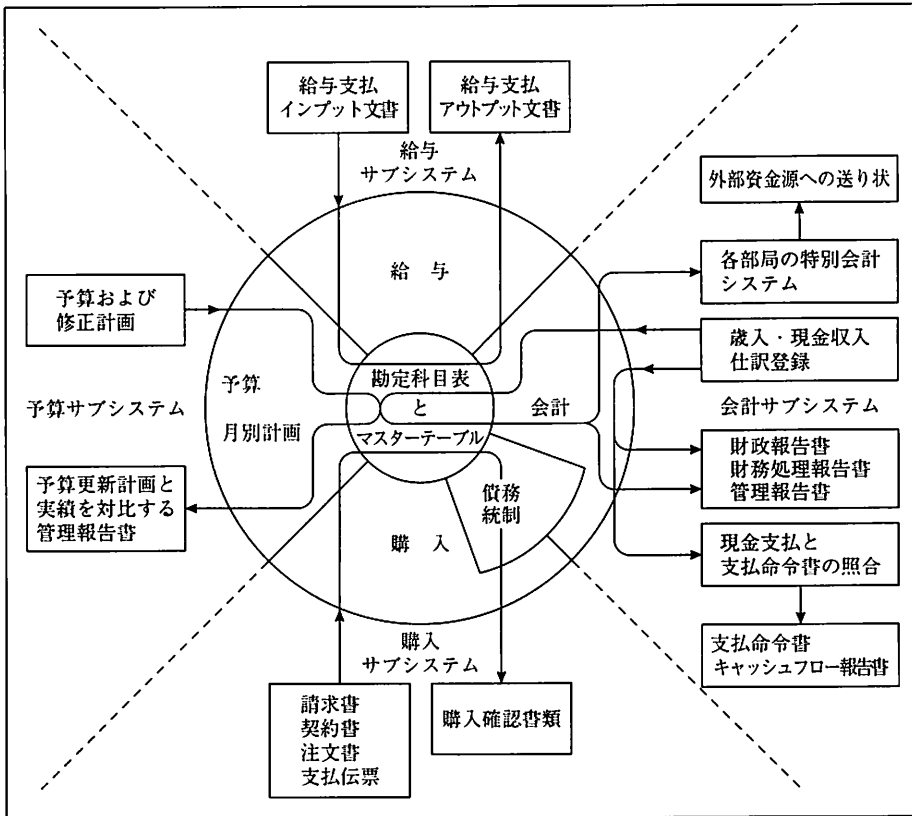 給与支払
インプット文書
給与支払
アウトプット文書
給与
サブシステム
外部資金源への送り状
給与
各部局の特別会計
システム
予算および
修正計画
歳入・現金収入
仕訳登録
勘定科目表
と
マスターテーブル
予算
月別計画
会計
予算サブシステム
会計サブシステム
財政報告書
財務処理報告書
管理報告書
予算更新計画と
実績を対比する
管理報告書
債務
統制
購入
現金支払と
支払命令書の照合
購入
サブシステム
支払命令書
キャッシュフロー報告書
請求書
契約書
注文書
支払伝票
購入確認書類